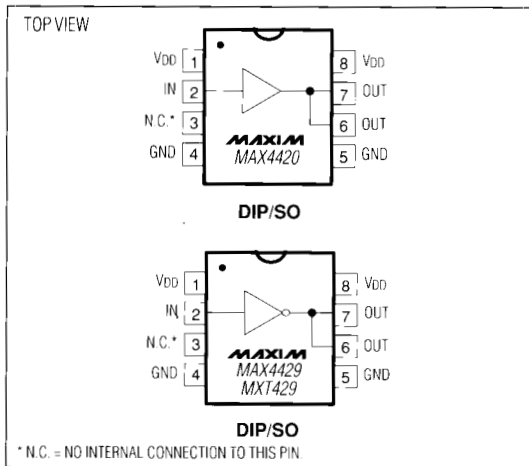 TOP VIEW
VDD 1 8 VDD
IN 2 7 OUT
N.C.* 3 6 OUT
GND 4 5 GND
MAXIM
MAX4420
DIP/SO
VDD 1 8 VDD
IN 2 7 OUT
N.C.* 3 6 OUT
GND 4 5 GND
MAXIM
MAX4429
MXT429
DIP/SO
* N.C. = NO INTERNAL CONNECTION TO THIS PIN.